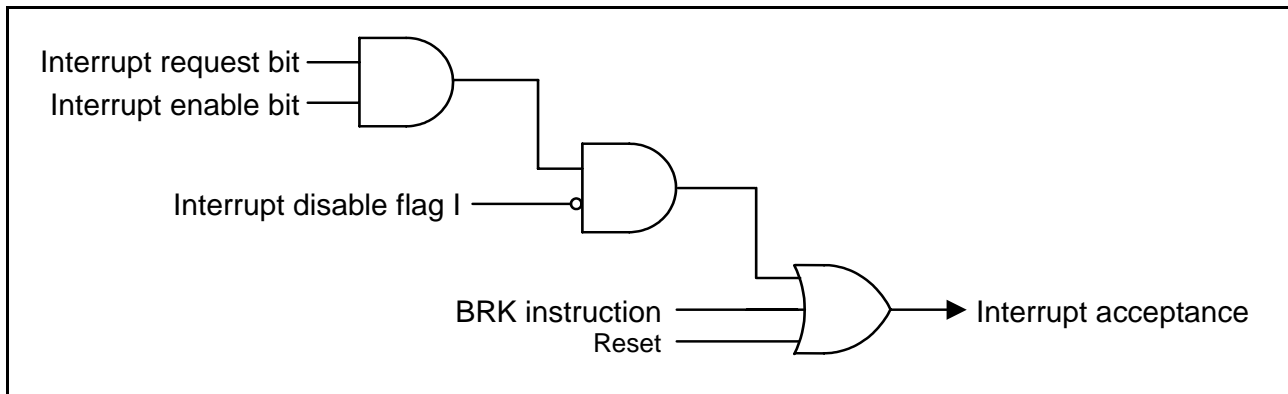 Interrupt request bit
Interrupt enable bit
Interrupt disable flag I
BRK instruction
Reset
Interrupt acceptance